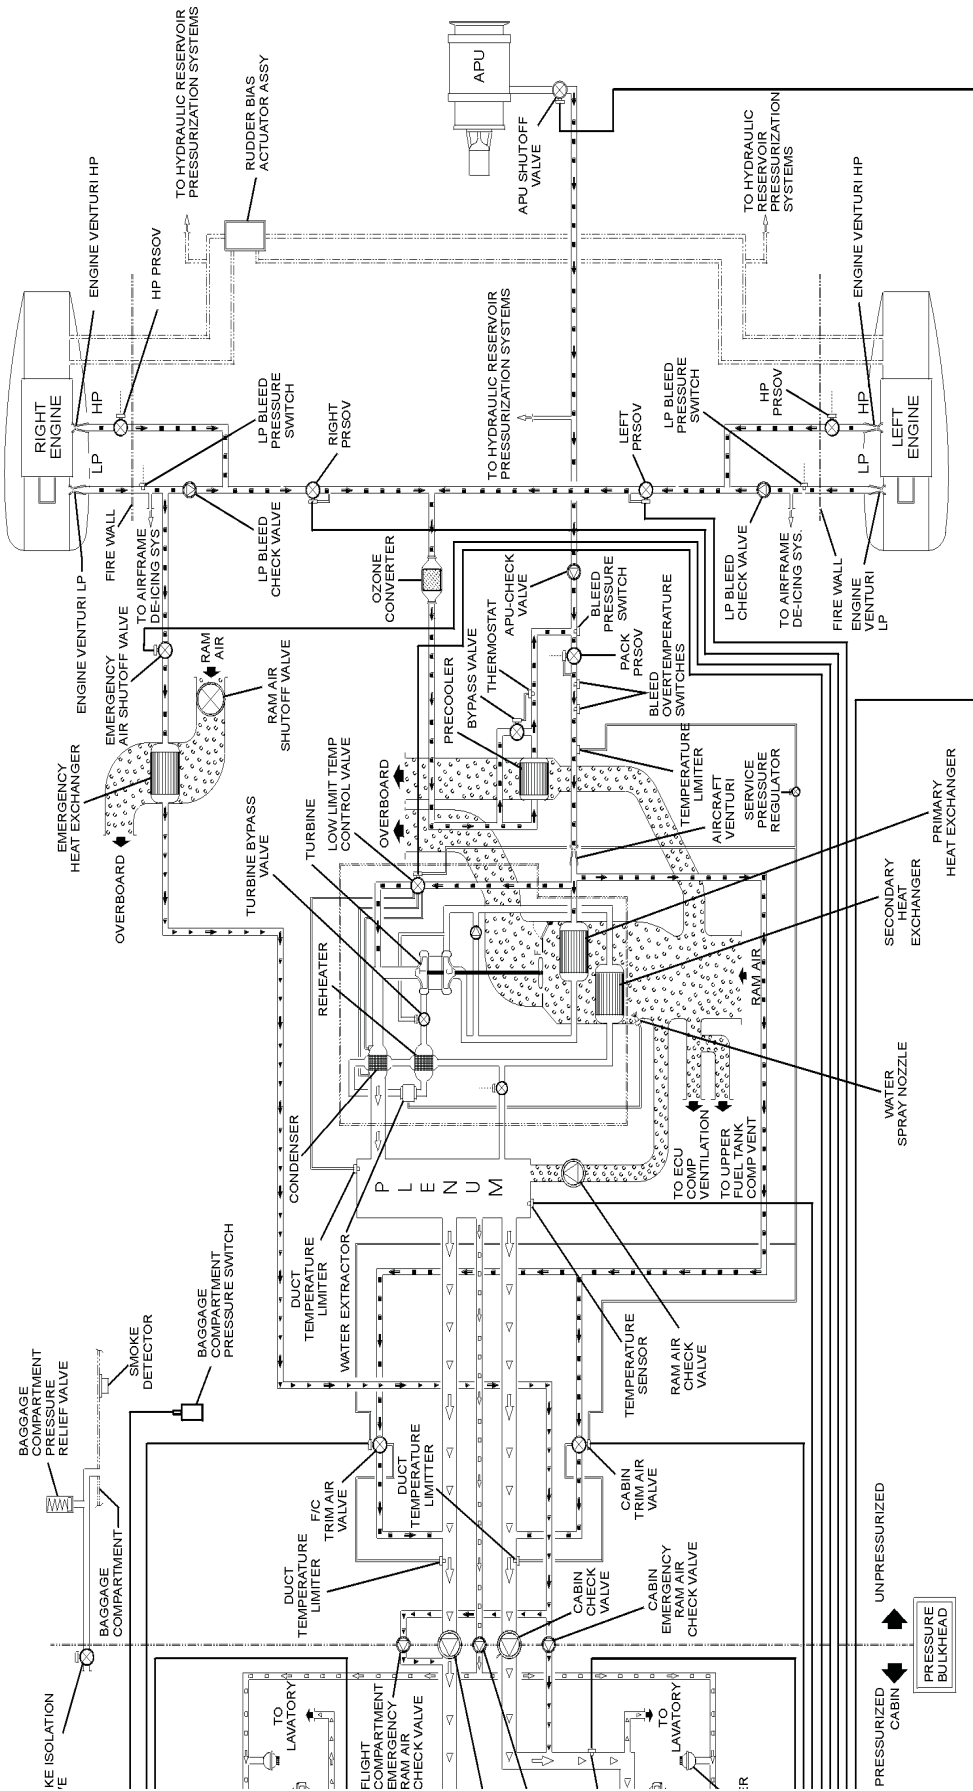 TO HYDRAULIC RESERVOIR
PRESSURIZATION SYSTEMS
RUDDER BIAS
ACTUATOR ASSY
APU
APU SHUTOFF
VALVE
TO HYDRAULIC
RESERVOIR
PRESSURIZATION
SYSTEMS
ENGINE VENTURI HP
HP PRSOV
ENGINE VENTURI HP
TO HYDRAULIC RESERVOIR
PRESSURIZATION SYSTEMS
RIGHT
ENGINE
HP
LP
LP BLEED
PRESSURE
SWITCH
RIGHT
PRSOV
LEFT
PRSOV
LP BLEED
PRESSURE
SWITCH
HP
PRSOV
HP
LP
LEFT
ENGINE
ENGINE VENTURI LP
FIRE WALL
TO AIRFRAME
DE-ICING SYS.
LP BLEED
CHECK VALVE
OZONE
CONVERTER
APU-CHECK
VALVE
BLEED
PRESSURE
SWITCH
LP BLEED
CHECK VALVE
TO AIRFRAME
DE-ICING SYS.
FIRE WALL
ENGINE
VENTURI
LP
EMERGENCY
AIR SHUTOFF VALVE
RAM
AIR
RAM AIR
SHUTOFF VALVE
THERMOSTAT
BYPASS VALVE
PRECOOLER
PACK
PRSOV
BLEED
OVERTEMPERATURE
SWITCHES
EMERGENCY
HEAT EXCHANGER
OVERBOARD
TURBINE BYPASS
VALVE
TURBINE
LOW LIMIT TEMP
CONTROL VALVE
OVERBOARD
TEMPERATURE
LIMITER
AIRCRAFT
VENTURI
SERVICE
PRESSURE
REGULATOR
PRIMARY
HEAT EXCHANGER
SECONDARY
HEAT
EXCHANGER
REHEATER
RAM AIR
WATER
SPRAY NOZZLE
CONDENSER
PLENUM
TO ECU
COMP
VENTILATION
TO UPPER
FUEL TANK
COMP VENT
DUCT
TEMPERATURE
LIMITER
WATER EXTRACTOR
BAGGAGE
COMPARTMENT
PRESSURE SWITCH
SMOKE
DETECTOR
BAGGAGE
COMPARTMENT
PRESSURE
RELIEF VALVE
TEMPERATURE
SENSOR
RAM AIR
CHECK
VALVE
F/C
TRIM AIR
VALVE
DUCT
TEMPERATURE
LIMITTER
CABIN
TRIM AIR
VALVE
BAGGAGE
COMPARTMENT
DUCT
TEMPERATURE
LIMITER
CABIN
CHECK
VALVE
CABIN
EMERGENCY
RAM AIR
CHECK VALVE
UNPRESSURIZED
PRESSURE
BULKHEAD
PRESSURIZED
CABIN
KE ISOLATION
VE
TO
LAVATORY
FLIGHT
COMPARTMENT
EMERGENCY
RAM AIR
CHECK VALVE
TO
LAVATORY
ER